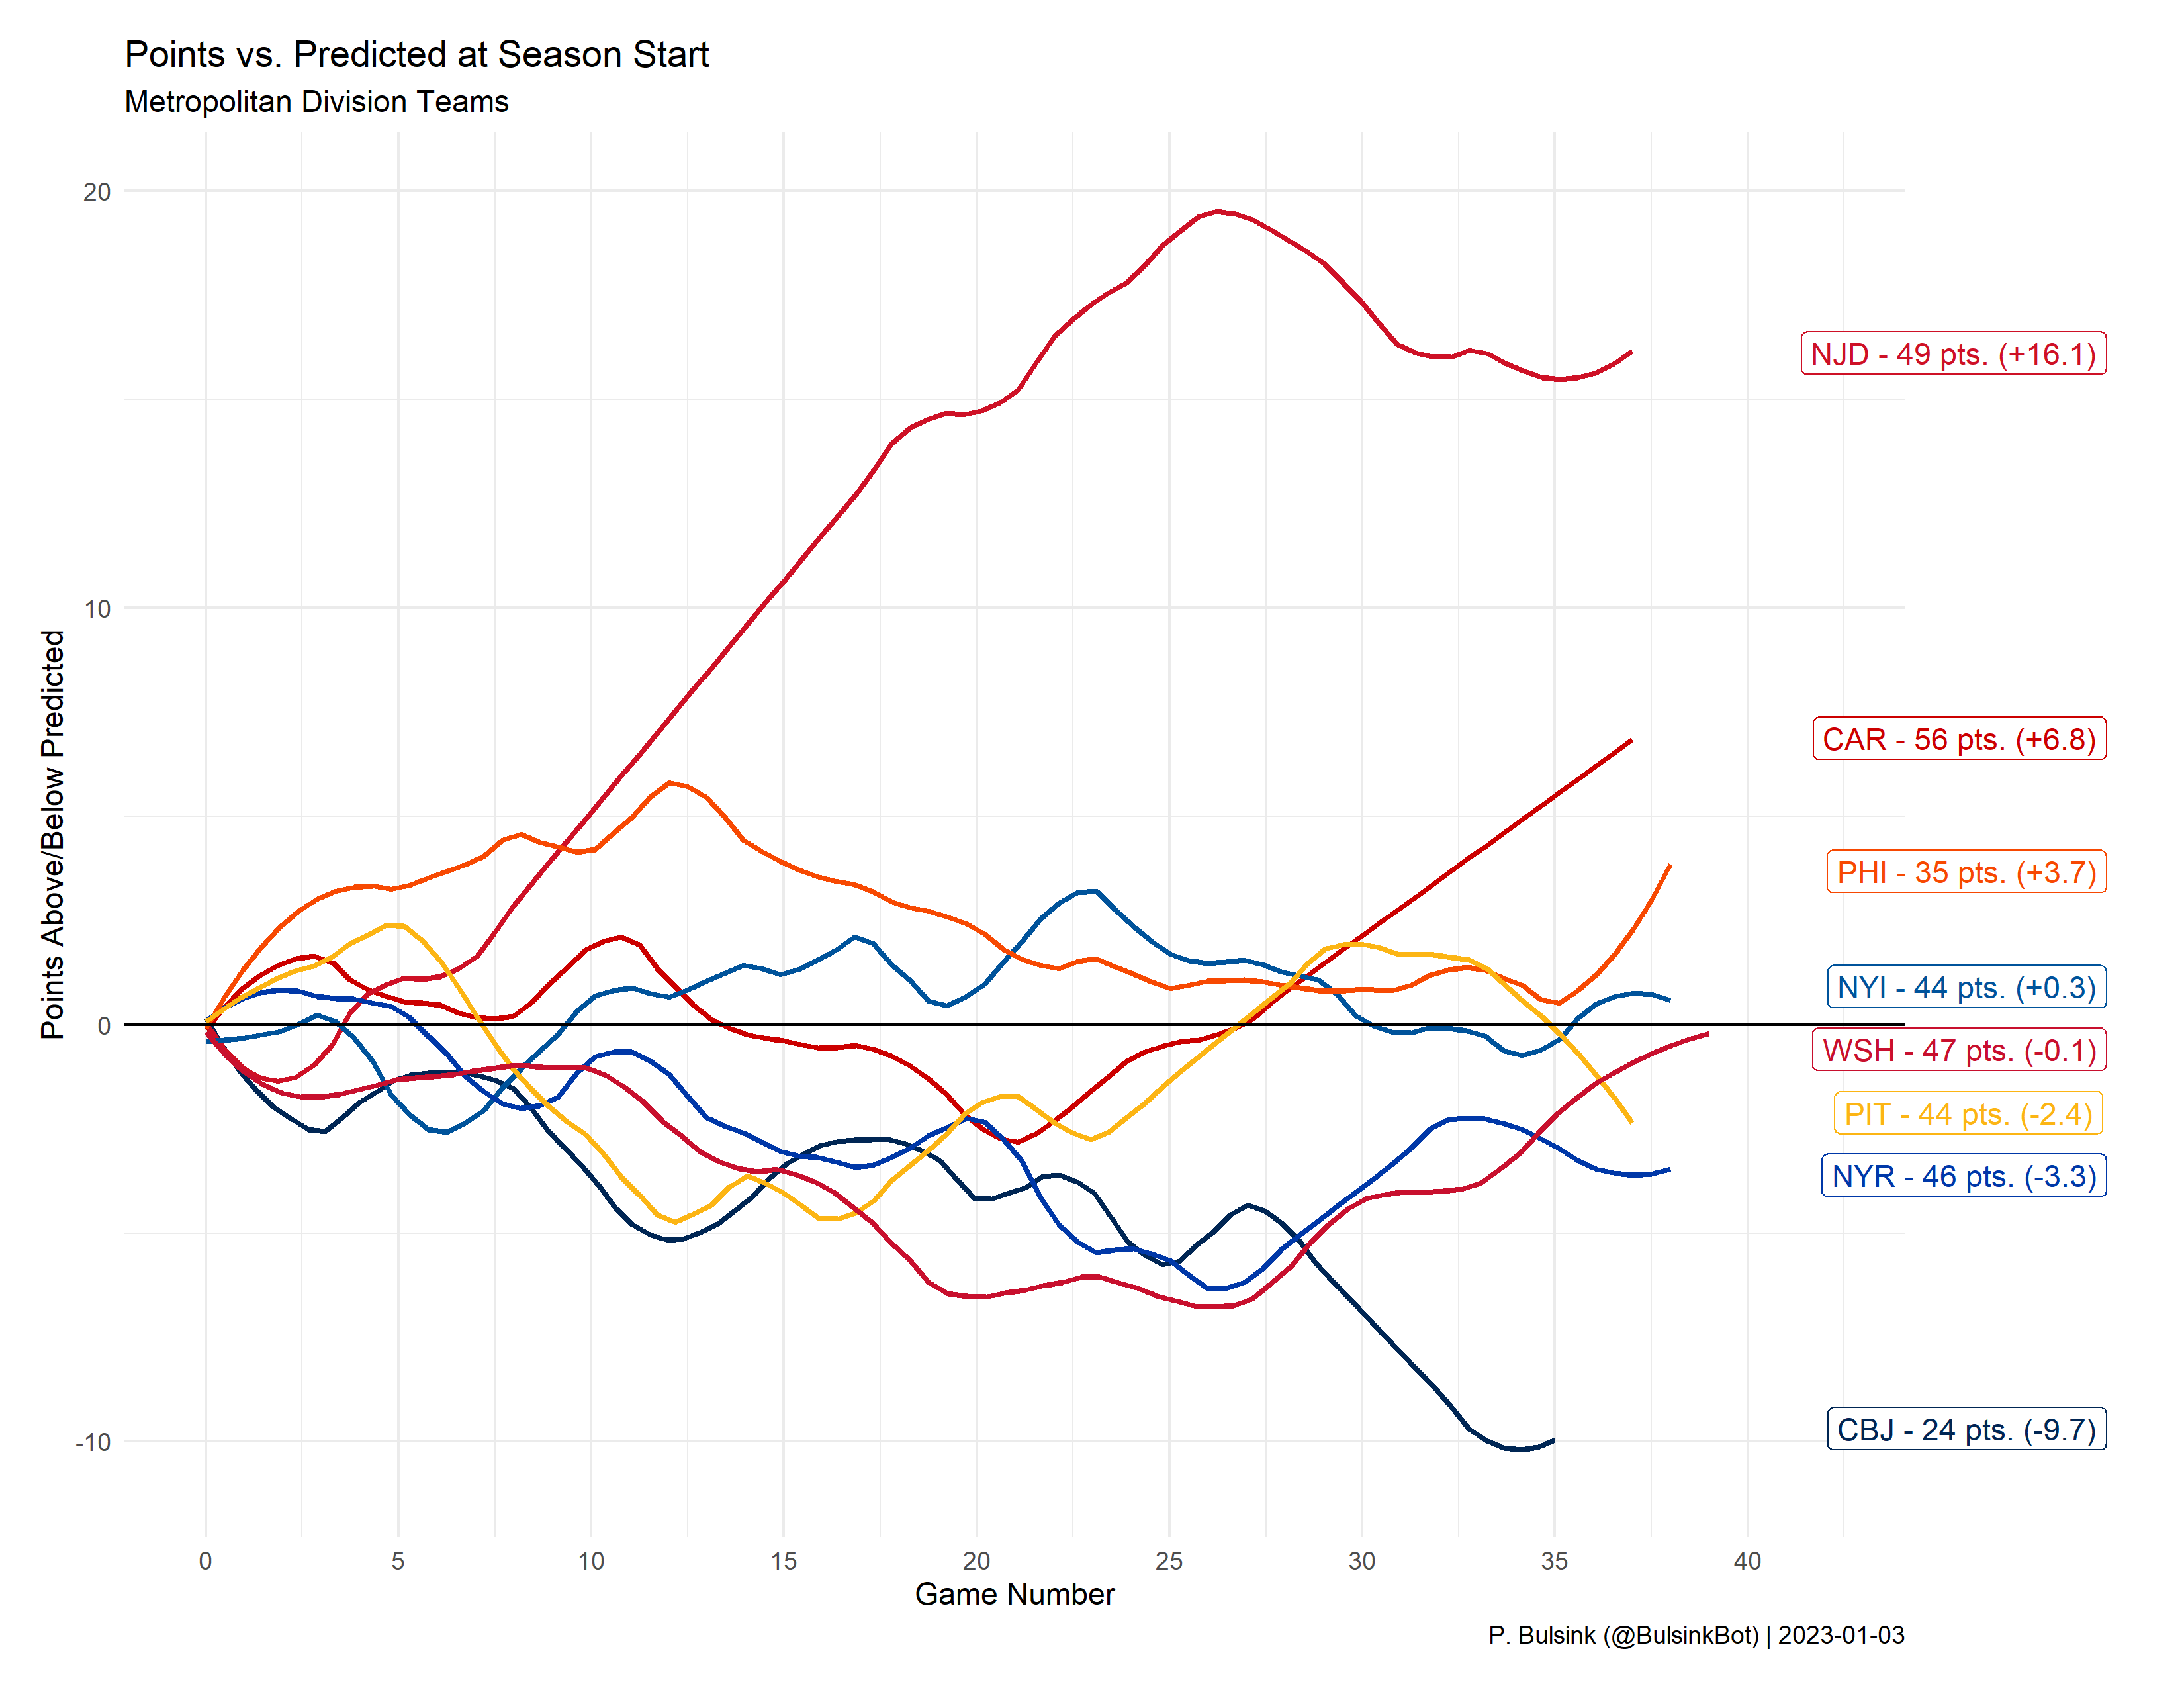 Points vs. Predicted at Season Start
Metropolitan Division Teams
Points Above/Below Predicted
20
10
0
-10
NJD - 49 pts. (+16.1)
CAR - 56 pts. (+6.8)
PHI - 35 pts. (+3.7)
NYI - 44 pts. (+0.3)
WSH - 47 pts. (-0.1)
PIT - 44 pts. (-2.4)
NYR - 46 pts. (-3.3)
CBJ - 24 pts. (-9.7)
0 5 10 15 20 25 30 35 40
Game Number
P. Bulsink (@BulsinkBot) | 2023-01-03